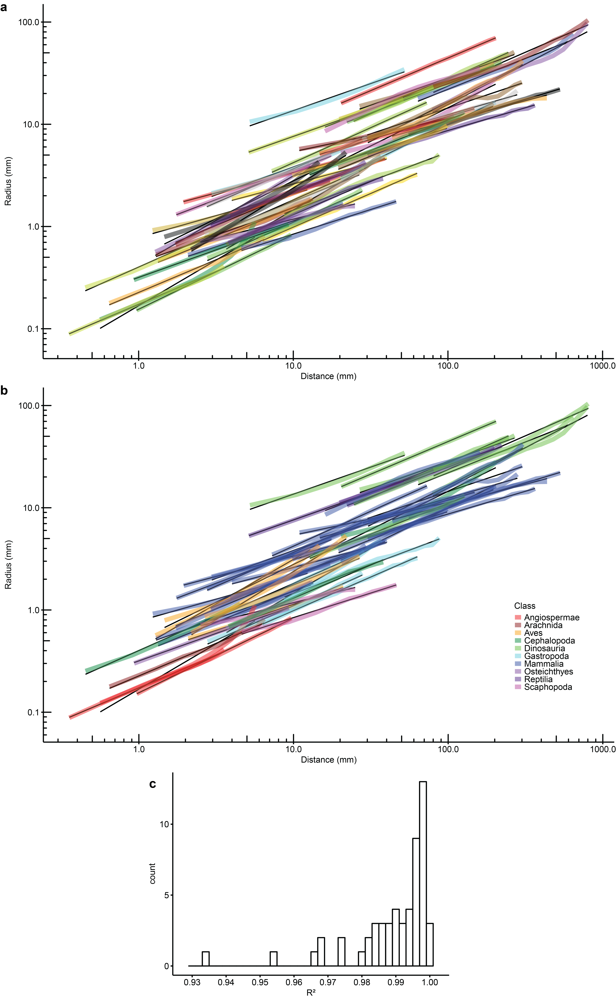 a
100.0
10.0
1.0
0.1
Radius (mm)
1.0 10.0 100.0 1000.0
Distance (mm)
b
100.0
10.0
1.0
0.1
Radius (mm)
Class
Angiospermae
Arachnida
Aves
Cephalopoda
Dinosauria
Gastropoda
Mammalia
Osteichthyes
Reptilia
Scaphopoda
1.0 10.0 100.0 1000.0
Distance (mm)
c
10
5
0
count
0.93 0.94 0.95 0.96 0.97 0.98 0.99 1.00
R²